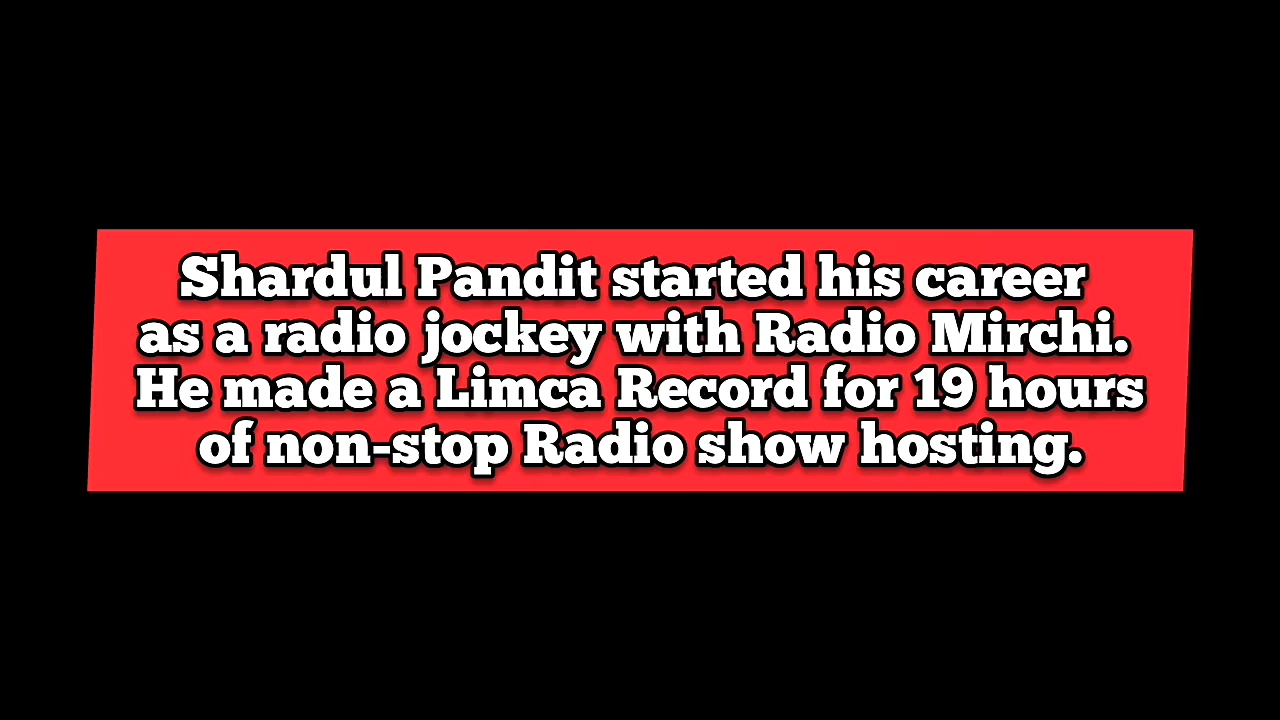 Shardul Pandit started his career
as a radio jockey with Radio Mirchi.
He made a Limca Record for 19 hours
of non-stop Radio show hosting.